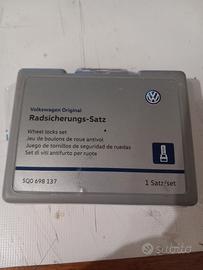 Volkswagen Original
Radsicherungs-Satz
Wheel locks set
Jeu de boulons de roue antivol
Juego de tornillos de seguridad de ruedas
Set di viti antifurto per ruote
5Q0 698 137
1 Satz/set
subito